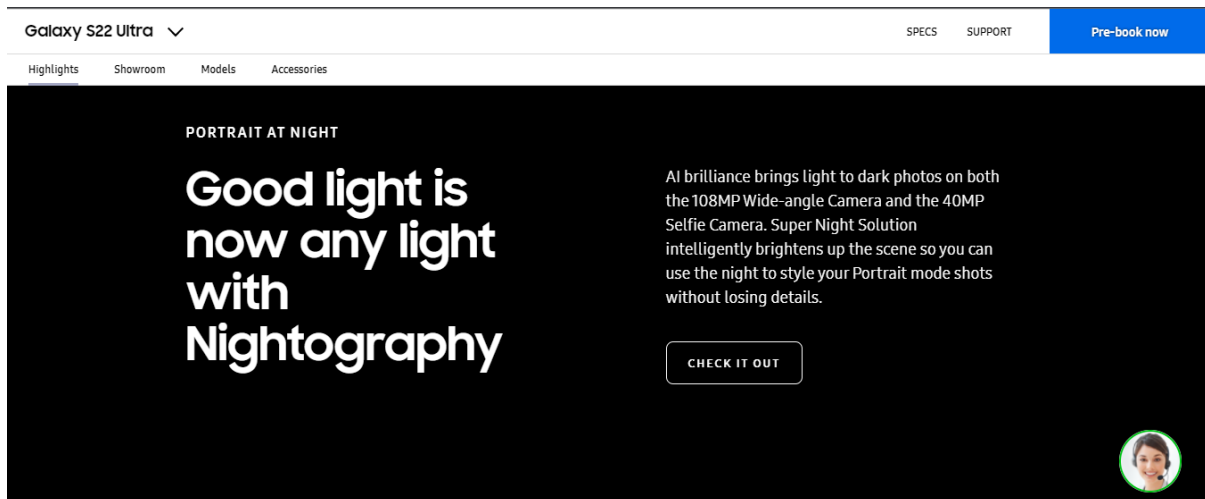 Galaxy S22 Ultra
SPECS
SUPPORT
Pre-book now
Highlights
Showroom
Models
Accessories
PORTRAIT AT NIGHT
Good light is
now any light
with
Nightography
AI brilliance brings light to dark photos on both
the 108MP Wide-angle Camera and the 40MP
Selfie Camera. Super Night Solution
intelligently brightens up the scene so you can
use the night to style your Portrait mode shots
without losing details.
CHECK IT OUT